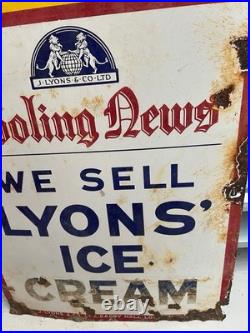 J. LYONS & CO. LTD
ooling News
WE SELL
LYONS'
ICE
CREAM